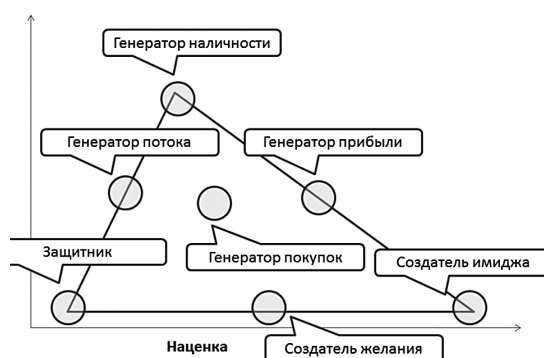 Генератор наличности
Генератор потока
Генератор прибыли
Защитник
Генератор покупок
Создатель имиджа
Наценка
Создатель желания